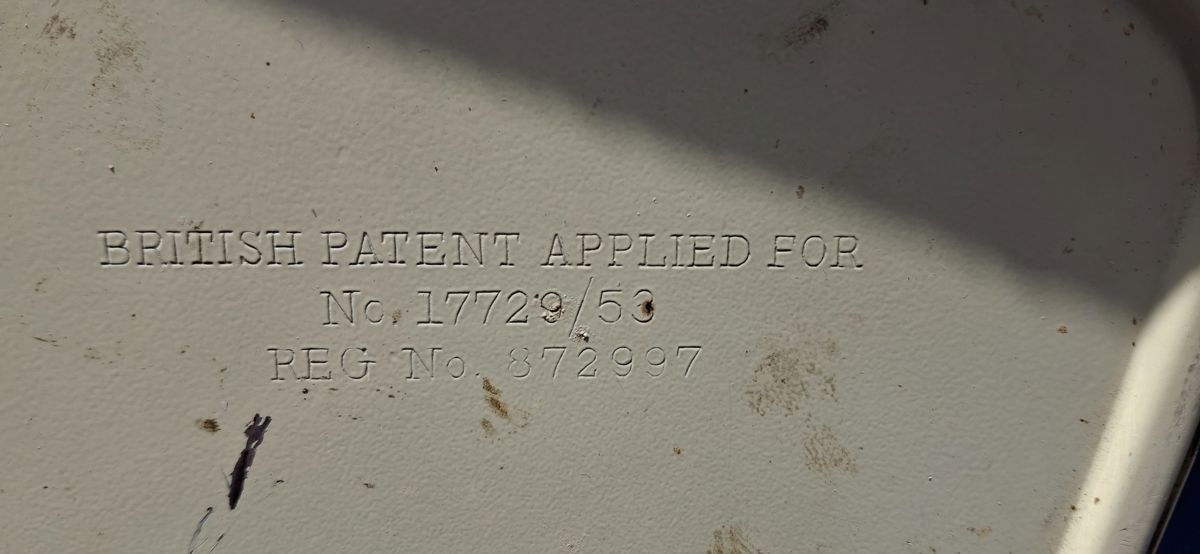 BRITISH PATENT APPLIED FOR
No. 17729/53
REG No. 872997